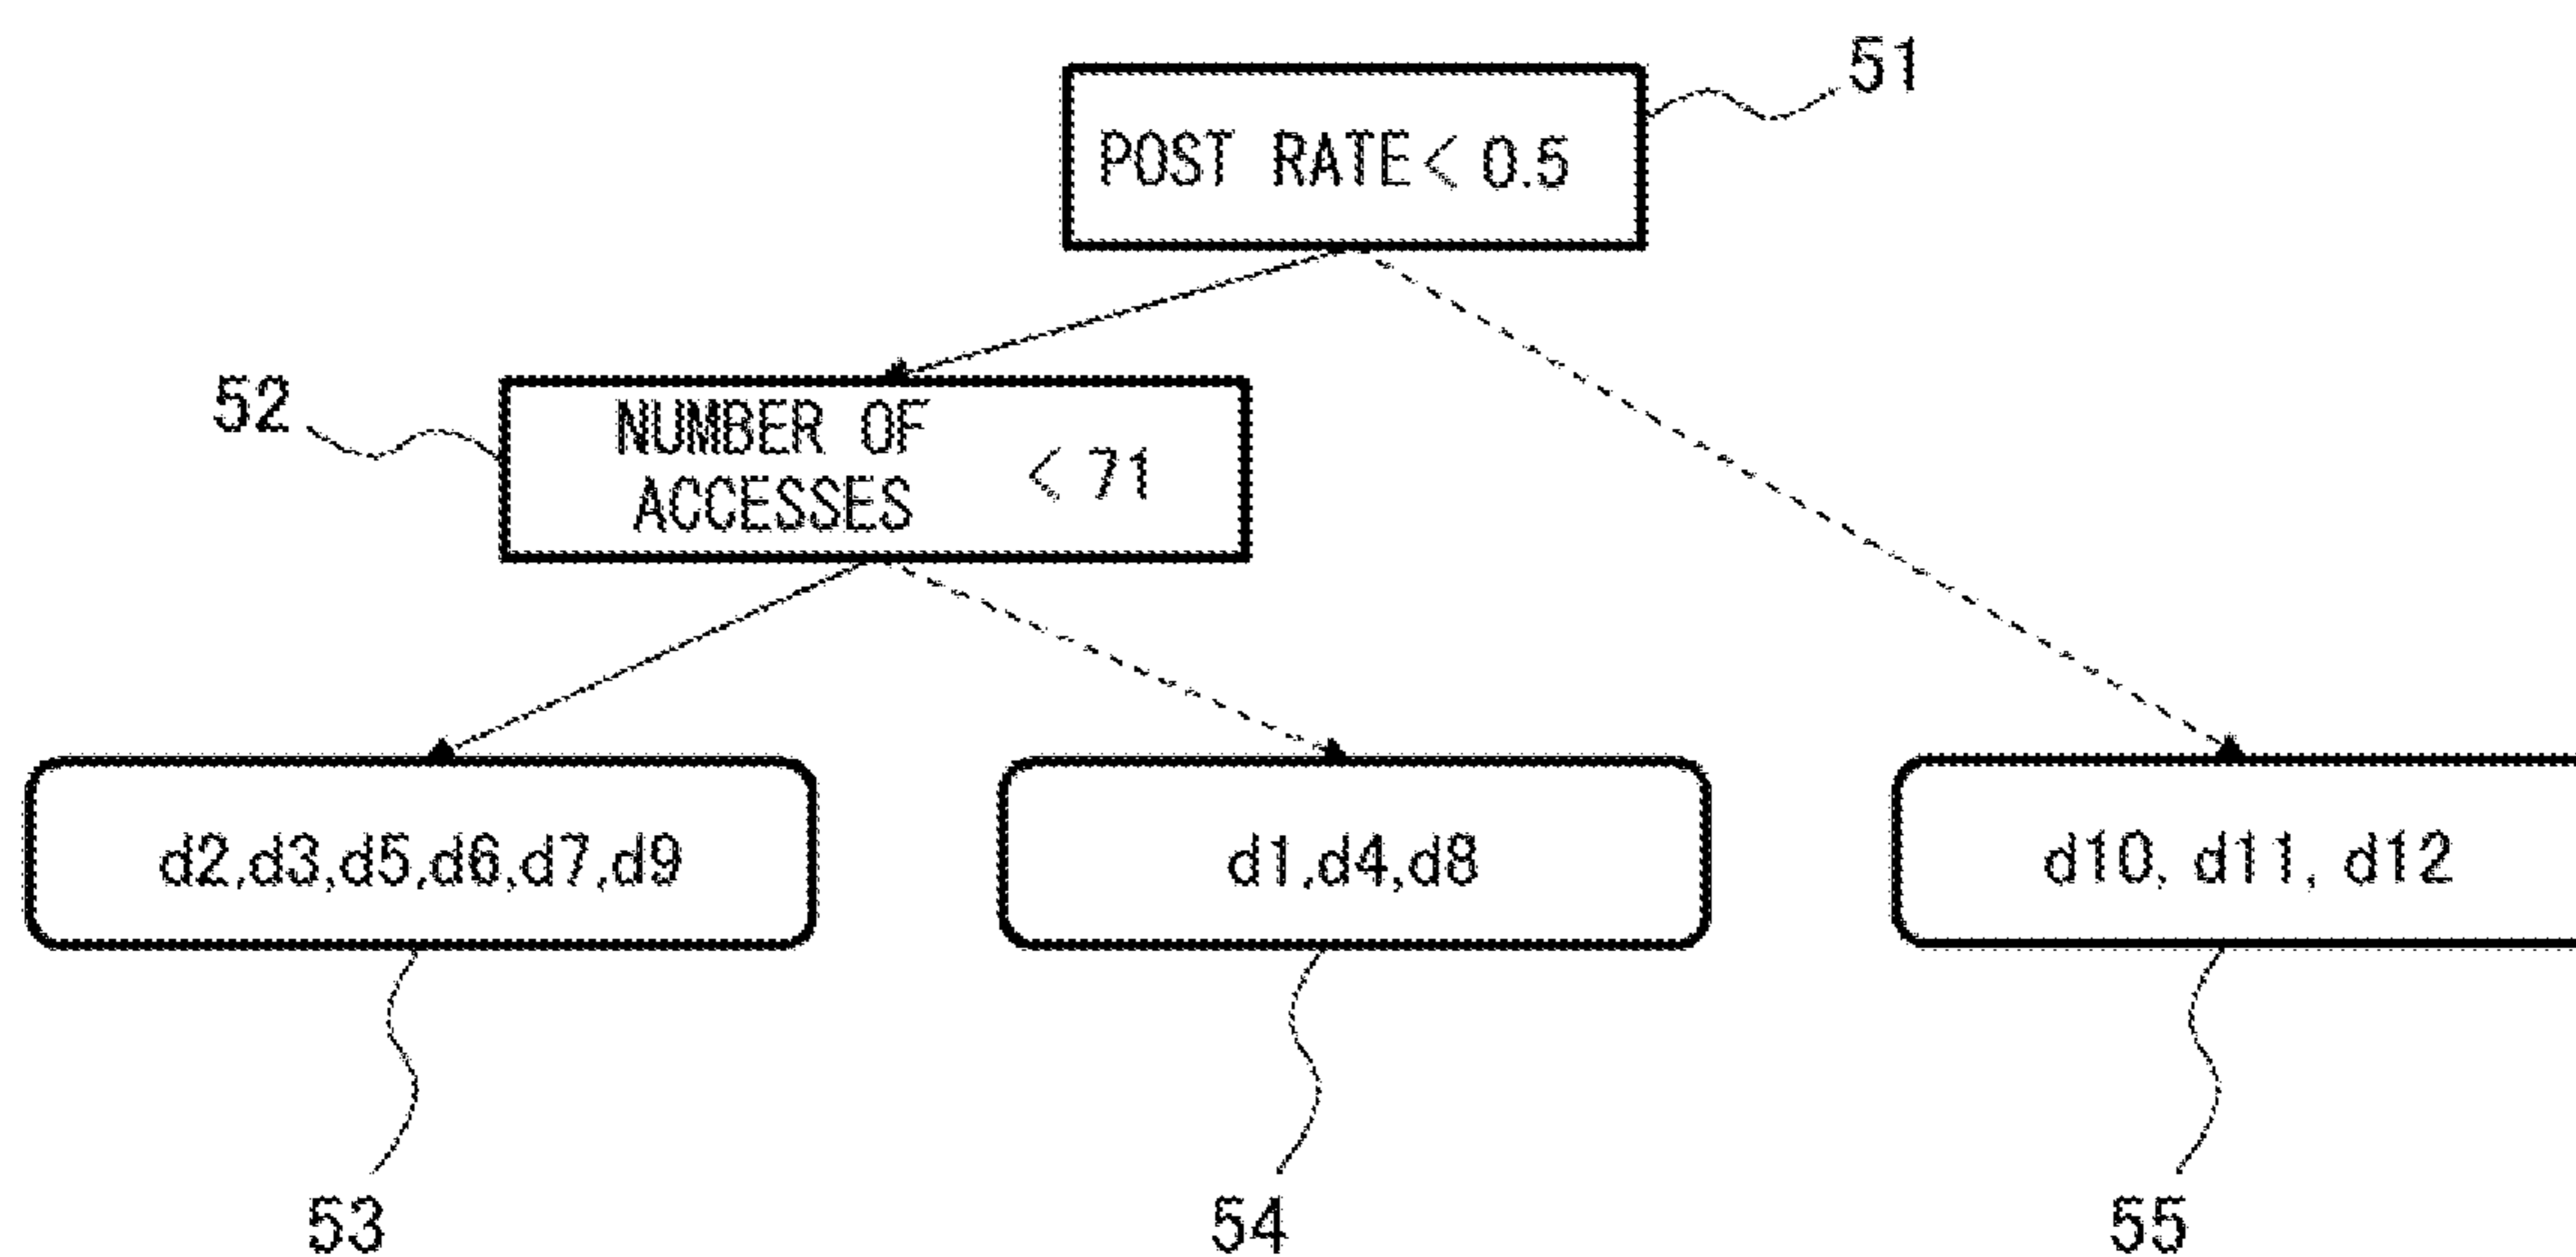 51
POST RATE < 0.5
52
NUMBER OF
ACCESSES < 71
d2,d3,d5,d6,d7,d9
d1,d4,d8
d10, d11, d12
53
54
55